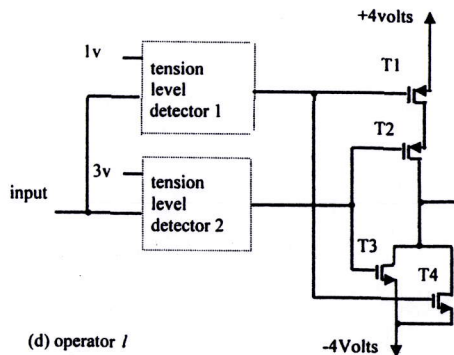 +4volts
1v
tension
level
detector 1
T1
T2
3v
tension
level
detector 2
input
T3
T4
(d) operator l
-4Volts